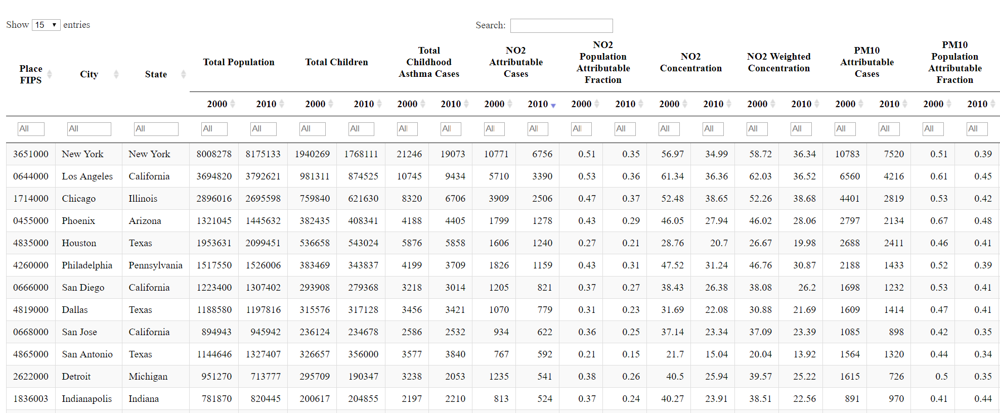 Show 15 entries Search:
Place FIPS City State Total Population Total Children Total Childhood Asthma Cases NO2 Attributable Cases NO2 Population Attributable Fraction NO2 Concentration NO2 Weighted Concentration PM10 Attributable Cases PM10 Population Attributable Fraction
2000 2010 2000 2010 2000 2010 2000 2010 2000 2010 2000 2010 2000 2010 2000 2010 2000 2010
All All All All All All All All All All All All All All All All All All All All All
3651000 New York New York 8008278 8175133 1940269 1768111 21246 19073 10771 6756 0.51 0.35 56.97 34.99 58.72 36.34 10783 7520 0.51 0.39
0644000 Los Angeles California 3694820 3792621 981311 874525 10745 9434 5710 3390 0.53 0.36 61.34 36.36 62.03 36.52 6560 4216 0.61 0.45
1714000 Chicago Illinois 2896016 2695598 759840 621630 8320 6706 3909 2506 0.47 0.37 52.48 38.65 52.26 38.68 4401 2819 0.53 0.42
0455000 Phoenix Arizona 1321045 1445632 382435 408341 4188 4405 1799 1278 0.43 0.29 46.05 27.94 46.02 28.06 2797 2134 0.67 0.48
4835000 Houston Texas 1953631 2099451 536658 543024 5876 5858 1606 1240 0.27 0.21 28.76 20.7 26.67 19.98 2688 2411 0.46 0.41
4260000 Philadelphia Pennsylvania 1517550 1526006 383469 343837 4199 3709 1826 1159 0.43 0.31 47.52 31.24 46.76 30.87 2188 1433 0.52 0.39
0666000 San Diego California 1223400 1307402 293908 279368 3218 3014 1205 821 0.37 0.27 38.43 26.38 38.08 26.2 1698 1232 0.53 0.41
4819000 Dallas Texas 1188580 1197816 315576 317128 3456 3421 1070 779 0.31 0.23 31.69 22.08 30.88 21.69 1609 1414 0.47 0.41
0668000 San Jose California 894943 945942 236124 234678 2586 2532 934 622 0.36 0.25 37.14 23.34 37.09 23.39 1085 898 0.42 0.35
4865000 San Antonio Texas 1144646 1327407 326657 356000 3577 3840 767 592 0.21 0.15 21.7 15.04 20.04 13.92 1564 1320 0.44 0.34
2622000 Detroit Michigan 951270 713777 295709 190347 3238 2053 1235 541 0.38 0.26 40.5 25.94 39.57 25.22 1615 726 0.5 0.35
1836003 Indianapolis Indiana 781870 820445 200617 204855 2197 2210 813 524 0.37 0.24 40.27 23.91 38.51 22.56 891 970 0.41 0.44